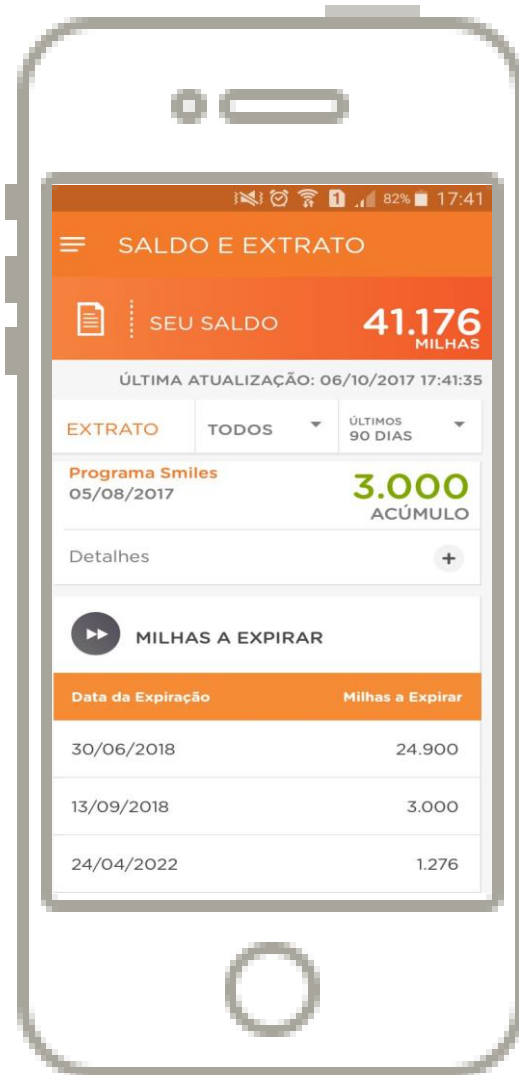 1 82% 17:41
SALDO E EXTRATO
SEU SALDO 41.176
MILHAS
ÚLTIMA ATUALIZAÇÃO: 06/10/2017 17:41:35
EXTRATO TODOS ÚLTIMOS
90 DIAS
Programa Smiles
05/08/2017 3.000
ACÚMULO
Detalhes +
MILHAS A EXPIRAR
Data da Expiração Milhas a Expirar
30/06/2018 24.900
13/09/2018 3.000
24/04/2022 1.276